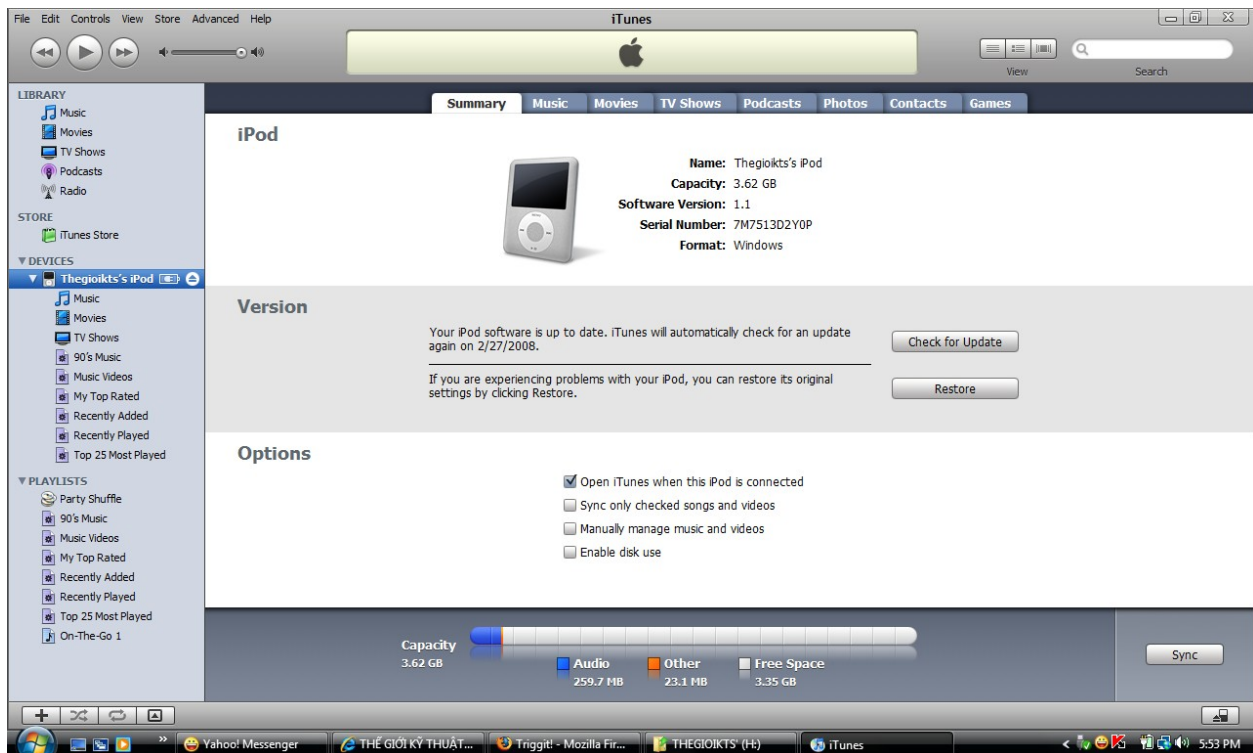 File Edit Controls View Store Advanced Help
iTunes
View
Search
LIBRARY
Music
Movies
TV Shows
Podcasts
Radio
STORE
iTunes Store
DEVICES
Thegioikts's iPod
Music
Movies
TV Shows
90's Music
Music Videos
My Top Rated
Recently Added
Recently Played
Top 25 Most Played
PLAYLISTS
Party Shuffle
90's Music
Music Videos
My Top Rated
Recently Added
Recently Played
Top 25 Most Played
On-The-Go 1
Summary Music Movies TV Shows Podcasts Photos Contacts Games
iPod
Name: Thegioikts's iPod
Capacity: 3.62 GB
Software Version: 1.1
Serial Number: 7M7513D2Y0P
Format: Windows
Version
Your iPod software is up to date. iTunes will automatically check for an update
again on 2/27/2008.
Check for Update
If you are experiencing problems with your iPod, you can restore its original
settings by clicking Restore.
Restore
Options
Open iTunes when this iPod is connected
Sync only checked songs and videos
Manually manage music and videos
Enable disk use
Capacity
3.62 GB
Audio
259.7 MB
Other
23.1 MB
Free Space
3.35 GB
Sync
Yahoo! Messenger
THẾ GIỚI KỸ THUẬT...
Triggit! - Mozilla Fir...
THEGIOIKTS' (H:)
iTunes
5:53 PM